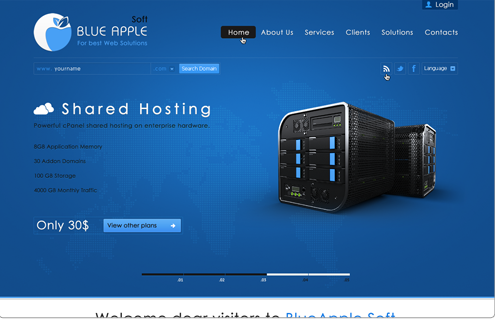 Login
Soft
BLUE APPLE
For best Web Solutions
Home About Us Services Clients Solutions Contacts
www. yourname .com Search Domain
Language
Shared Hosting
Powerful cPanel shared hosting on enterprise hardware.
8GB Application Memory
30 Addon Domains
100 GB Storage
4000 GB Monthly Traffic
Only 30$ View other plans
01 02 03 04 05
Welcome dear visitors to BlueApple Soft